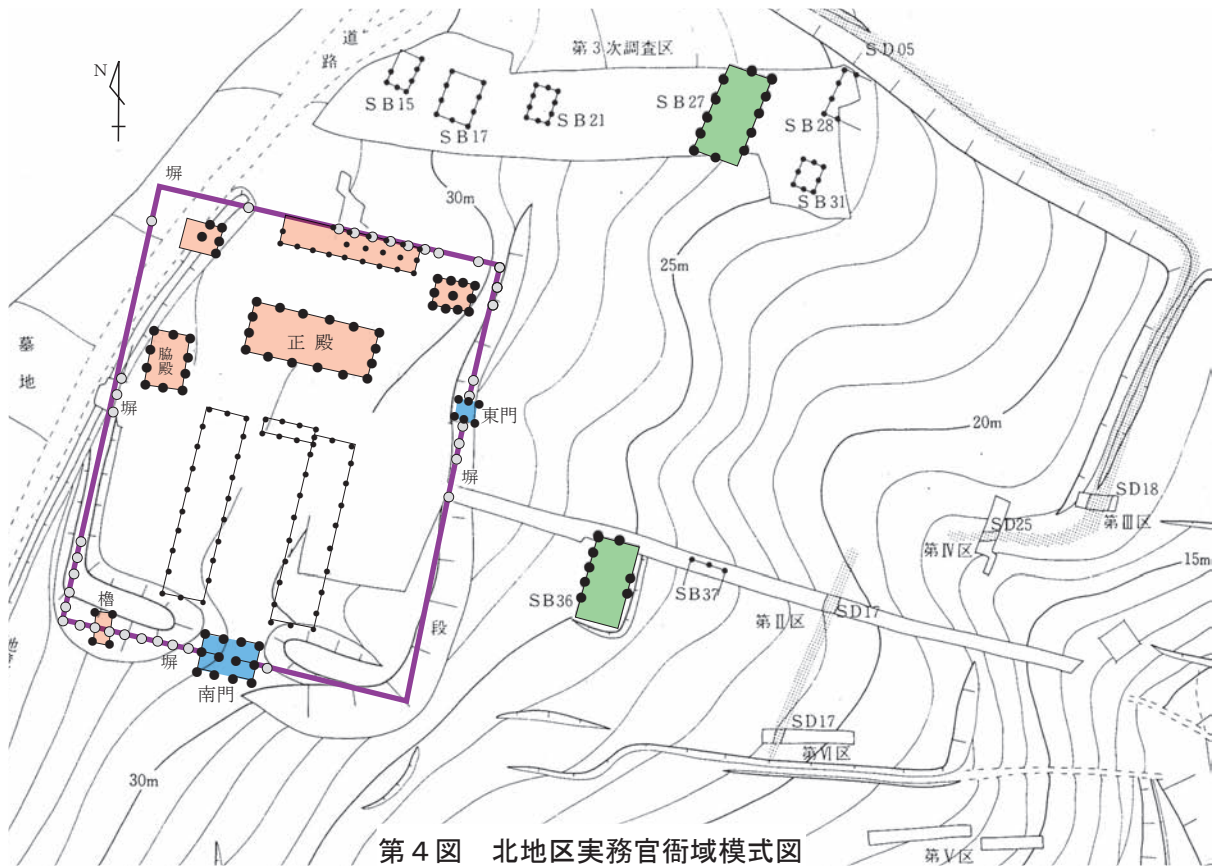 道路
第3次調査区
SD05
N
SB15
SB17
SB21
SB27
SB28
SB31
塀
30m
25m
正殿
脇殿
墓地
塀
東門
塀
20m
SD18
第Ⅲ区
SD25
第Ⅳ区
15m
SB36
SB37
SD17
第Ⅱ区
櫓
塀
南門
段
SD17
第Ⅵ区
30m
第Ⅴ区
第4図 北地区実務官衙域模式図